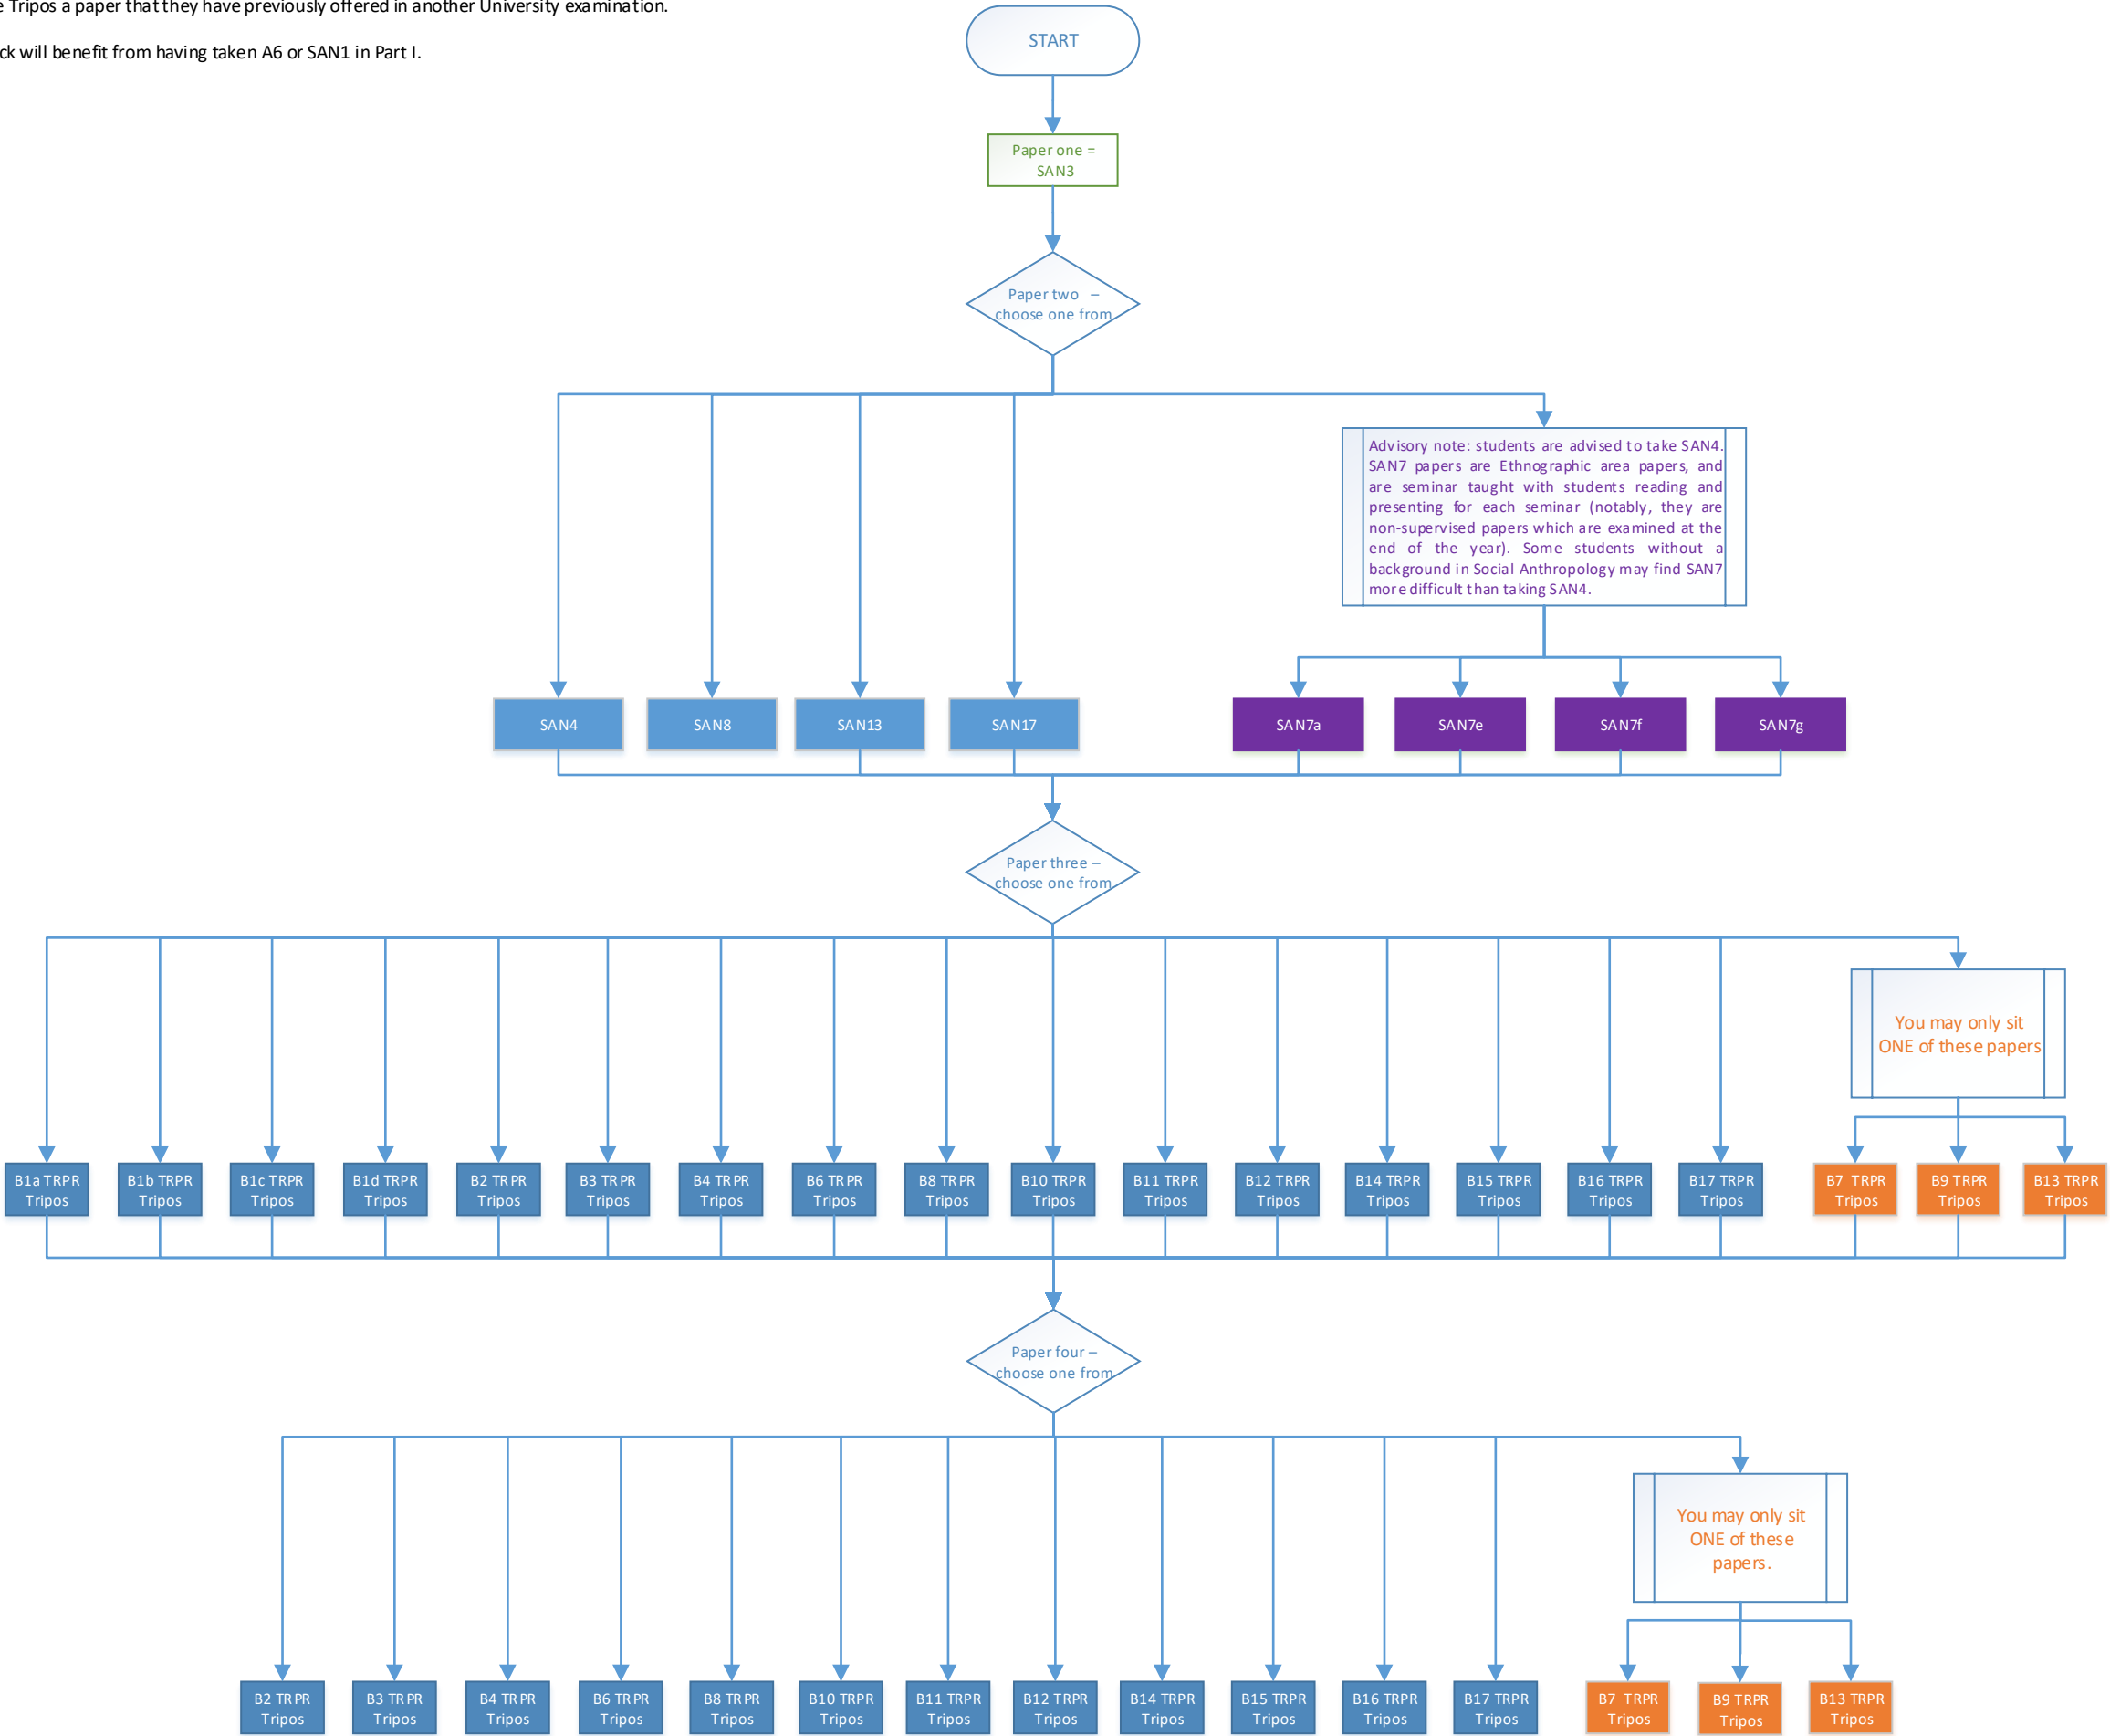 e Tripos a paper that they have previously offered in another University examination.
ck will benefit from having taken A6 or SAN1 in Part I.
START
Paper one =
SAN3
Paper two –
choose one from
Advisory note: students are advised to take SAN4.
SAN7 papers are Ethnographic area papers, and
are seminar taught with students reading and
presenting for each seminar (notably, they are
non-supervised papers which are examined at the
end of the year). Some students without a
background in Social Anthropology may find SAN7
more difficult than taking SAN4.
SAN4
SAN8
SAN13
SAN17
SAN7a
SAN7e
SAN7f
SAN7g
Paper three –
choose one from
You may only sit
ONE of these papers
B1a TRPR
Tripos
B1b TRPR
Tripos
B1c TRPR
Tripos
B1d TRPR
Tripos
B2 TRPR
Tripos
B3 TRPR
Tripos
B4 TRPR
Tripos
B6 TRPR
Tripos
B8 TRPR
Tripos
B10 TRPR
Tripos
B11 TRPR
Tripos
B12 TRPR
Tripos
B14 TRPR
Tripos
B15 TRPR
Tripos
B16 TRPR
Tripos
B17 TRPR
Tripos
B7 TRPR
Tripos
B9 TRPR
Tripos
B13 TRPR
Tripos
Paper four –
choose one from
You may only sit
ONE of these
papers.
B2 TRPR
Tripos
B3 TRPR
Tripos
B4 TRPR
Tripos
B6 TRPR
Tripos
B8 TRPR
Tripos
B10 TRPR
Tripos
B11 TRPR
Tripos
B12 TRPR
Tripos
B14 TRPR
Tripos
B15 TRPR
Tripos
B16 TRPR
Tripos
B17 TRPR
Tripos
B7 TRPR
Tripos
B9 TRPR
Tripos
B13 TRPR
Tripos